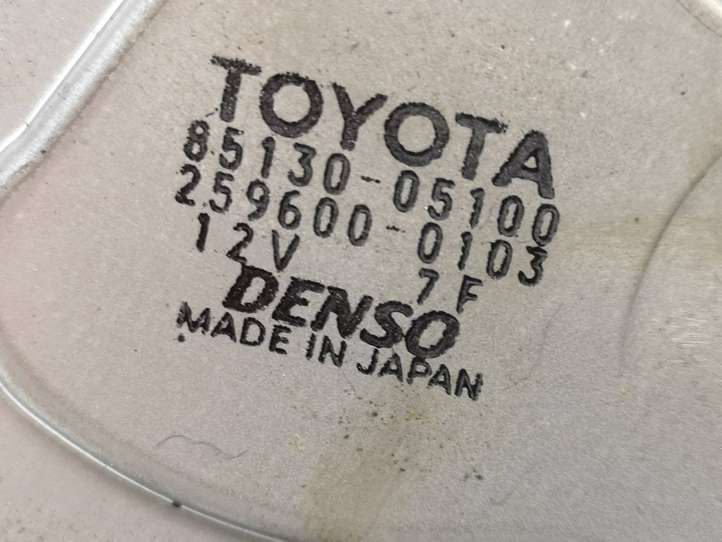 TOYOTA
85130-05100
259600-0103
12V 7F
DENSO
MADE IN JAPAN